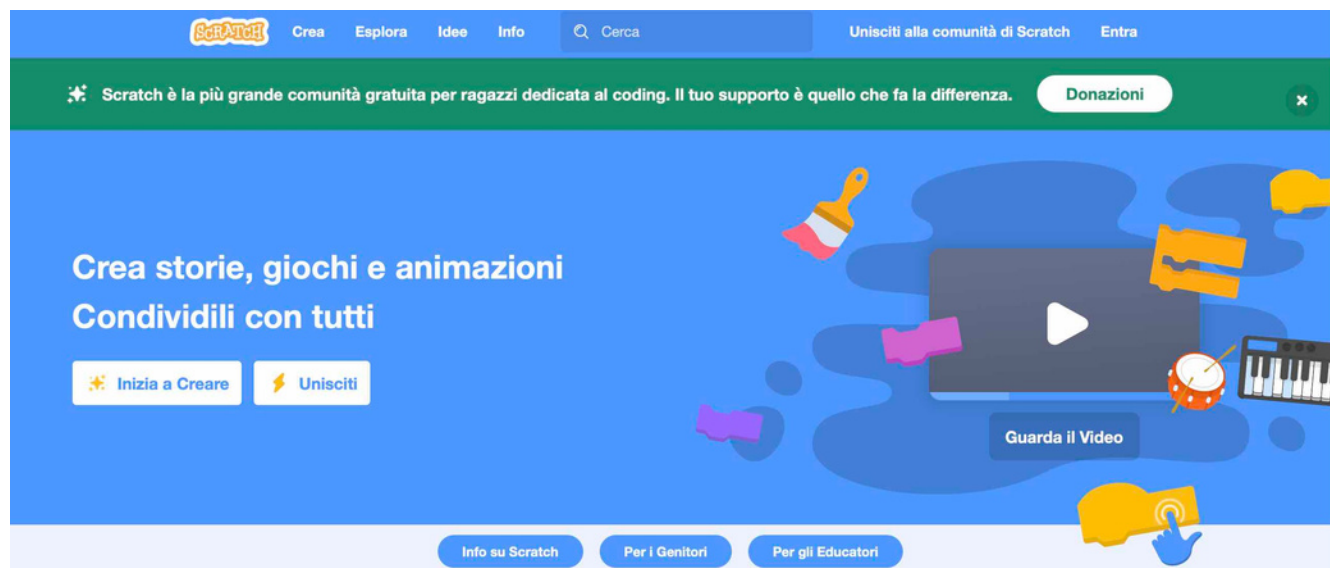 SCRATCH Crea Esplora Idee Info Cerca Unisciti alla comunità di Scratch Entra
Scratch è la più grande comunità gratuita per ragazzi dedicata al coding. Il tuo supporto è quello che fa la differenza. Donazioni
Crea storie, giochi e animazioni
Condividili con tutti
Inizia a Creare Unisciti
Guarda il Video
Info su Scratch Per i Genitori Per gli Educatori